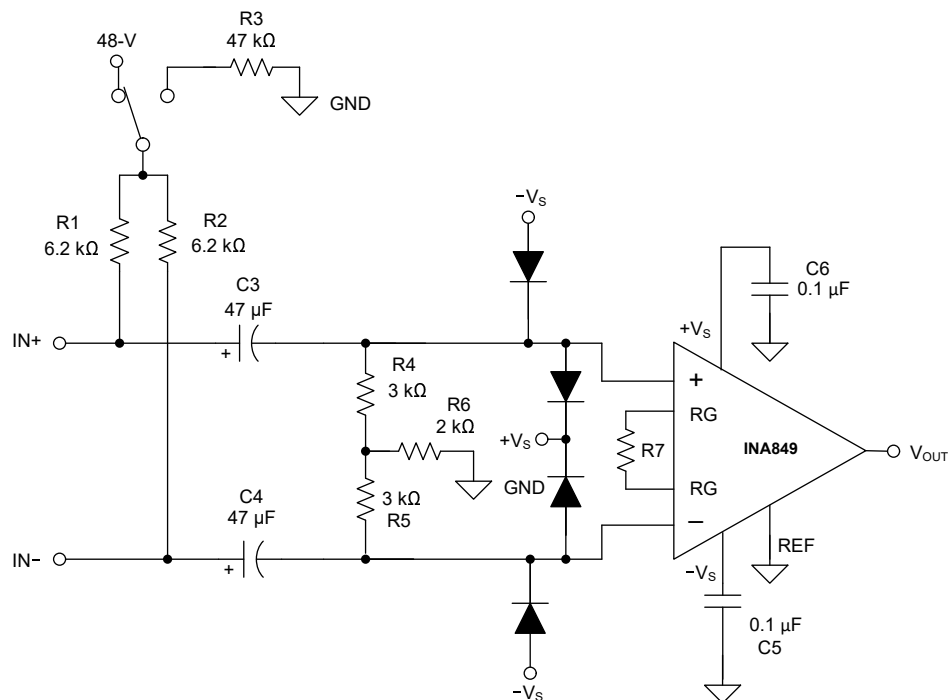 R3
47 kΩ
48-V
GND
R1
6.2 kΩ
R2
6.2 kΩ
−VS
C3
47 µF
+
C6
0.1 µF
+VS
IN+
R4
3 kΩ
R6
2 kΩ
+
RG
R7
INA849
RG
−
VOUT
+VS
GND
3 kΩ
R5
C4
47 µF
+
IN−
REF
−VS
0.1 µF
C5
−VS